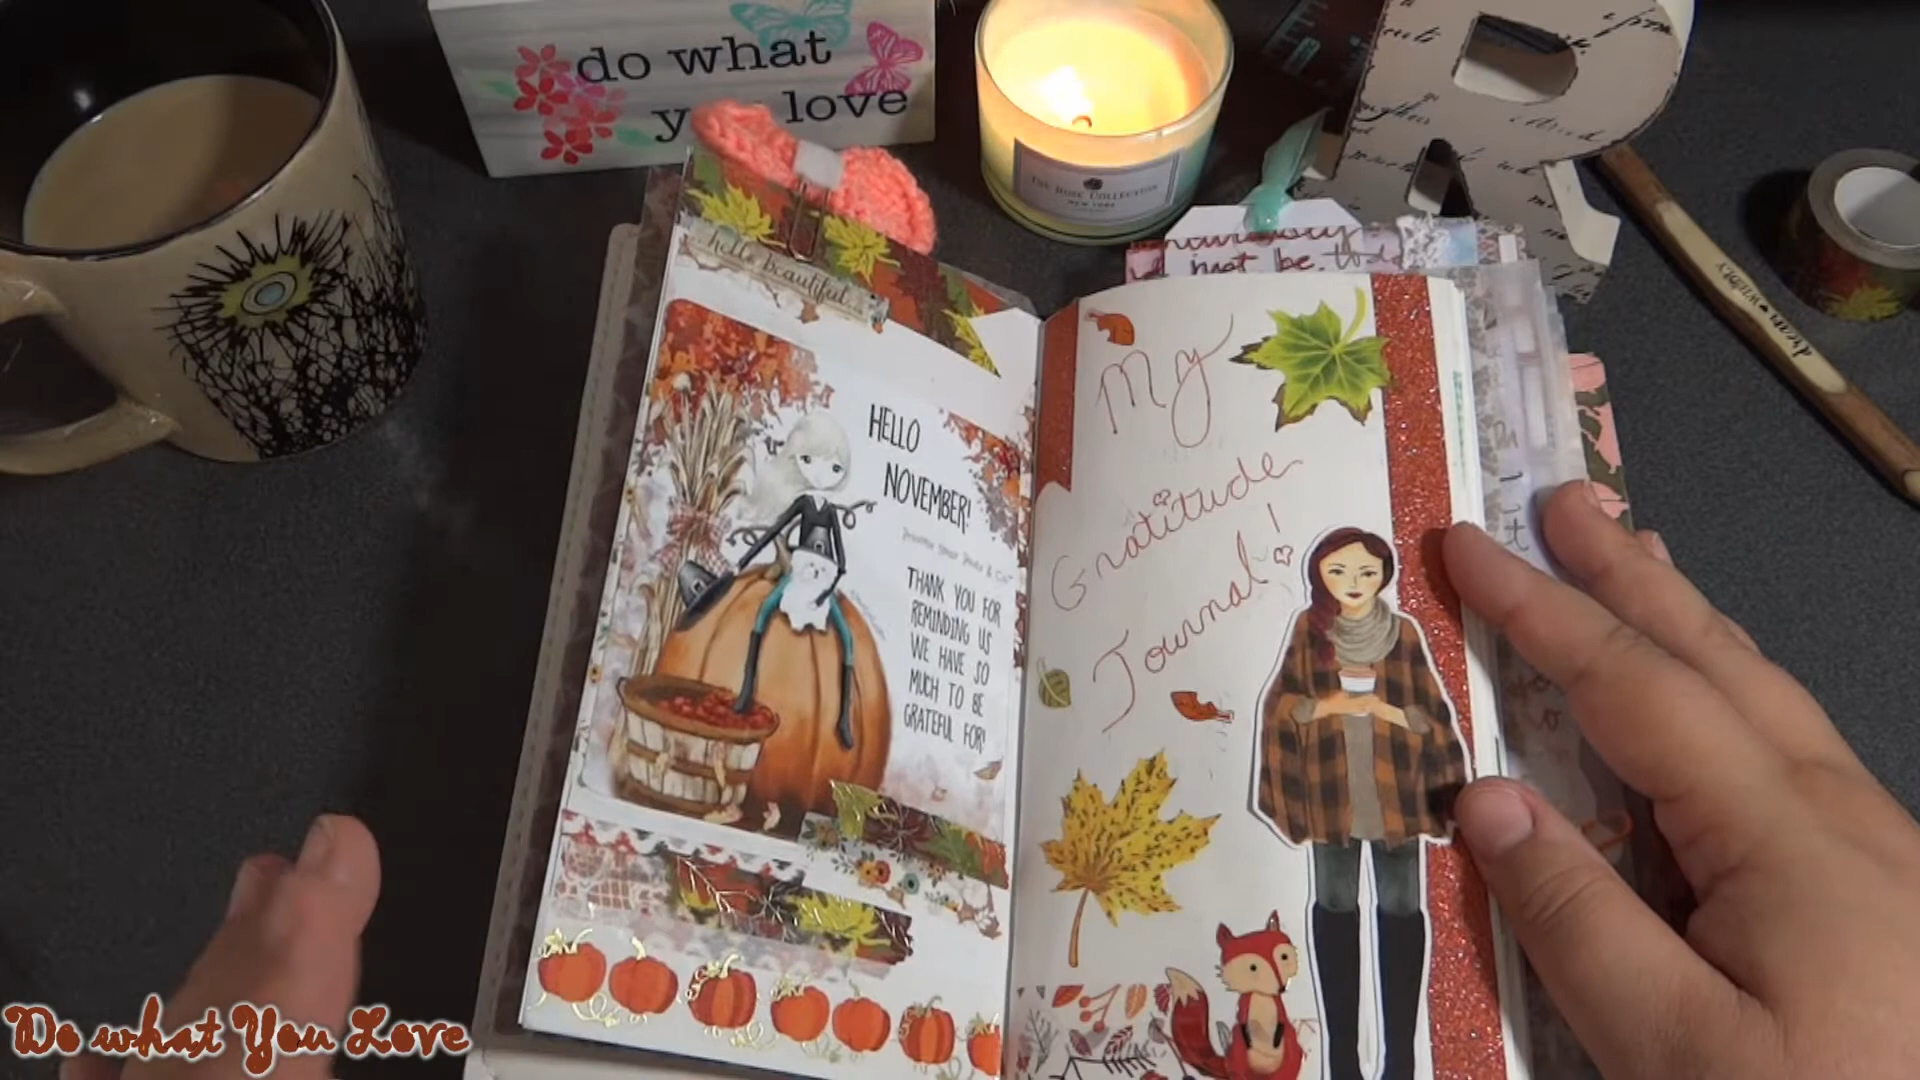 do what
you love
THE ROSE COLLECTION
NEW YORK
just be
hello beautiful
HELLO
NOVEMBER!
THANK YOU FOR
REMINDING US
WE HAVE SO
MUCH TO BE
GRATEFUL FOR!
My
Gratitude
Journal!
dream
Do what You Love